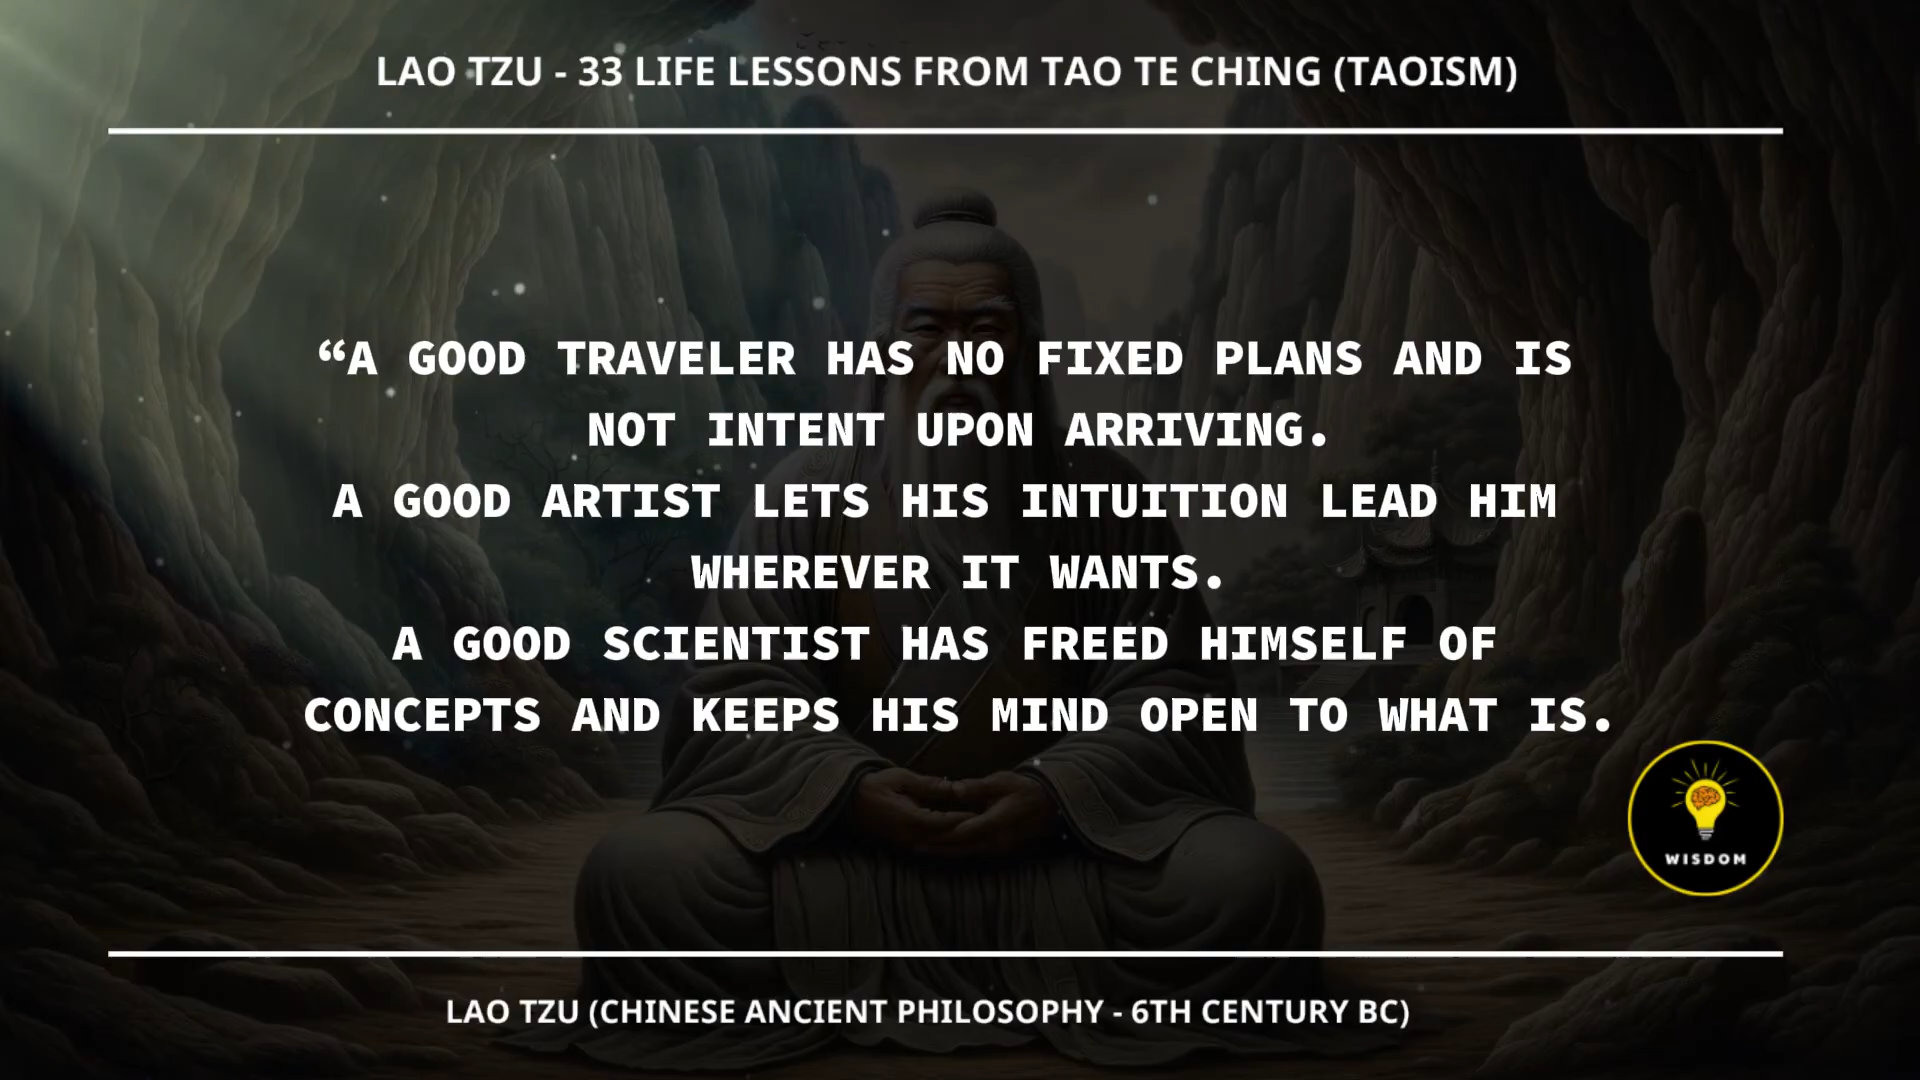 LAO TZU - 33 LIFE LESSONS FROM TAO TE CHING (TAOISM)
“A GOOD TRAVELER HAS NO FIXED PLANS AND IS
NOT INTENT UPON ARRIVING.
A GOOD ARTIST LETS HIS INTUITION LEAD HIM
WHEREVER IT WANTS.
A GOOD SCIENTIST HAS FREED HIMSELF OF
CONCEPTS AND KEEPS HIS MIND OPEN TO WHAT IS.
WISDOM
LAO TZU (CHINESE ANCIENT PHILOSOPHY - 6TH CENTURY BC)